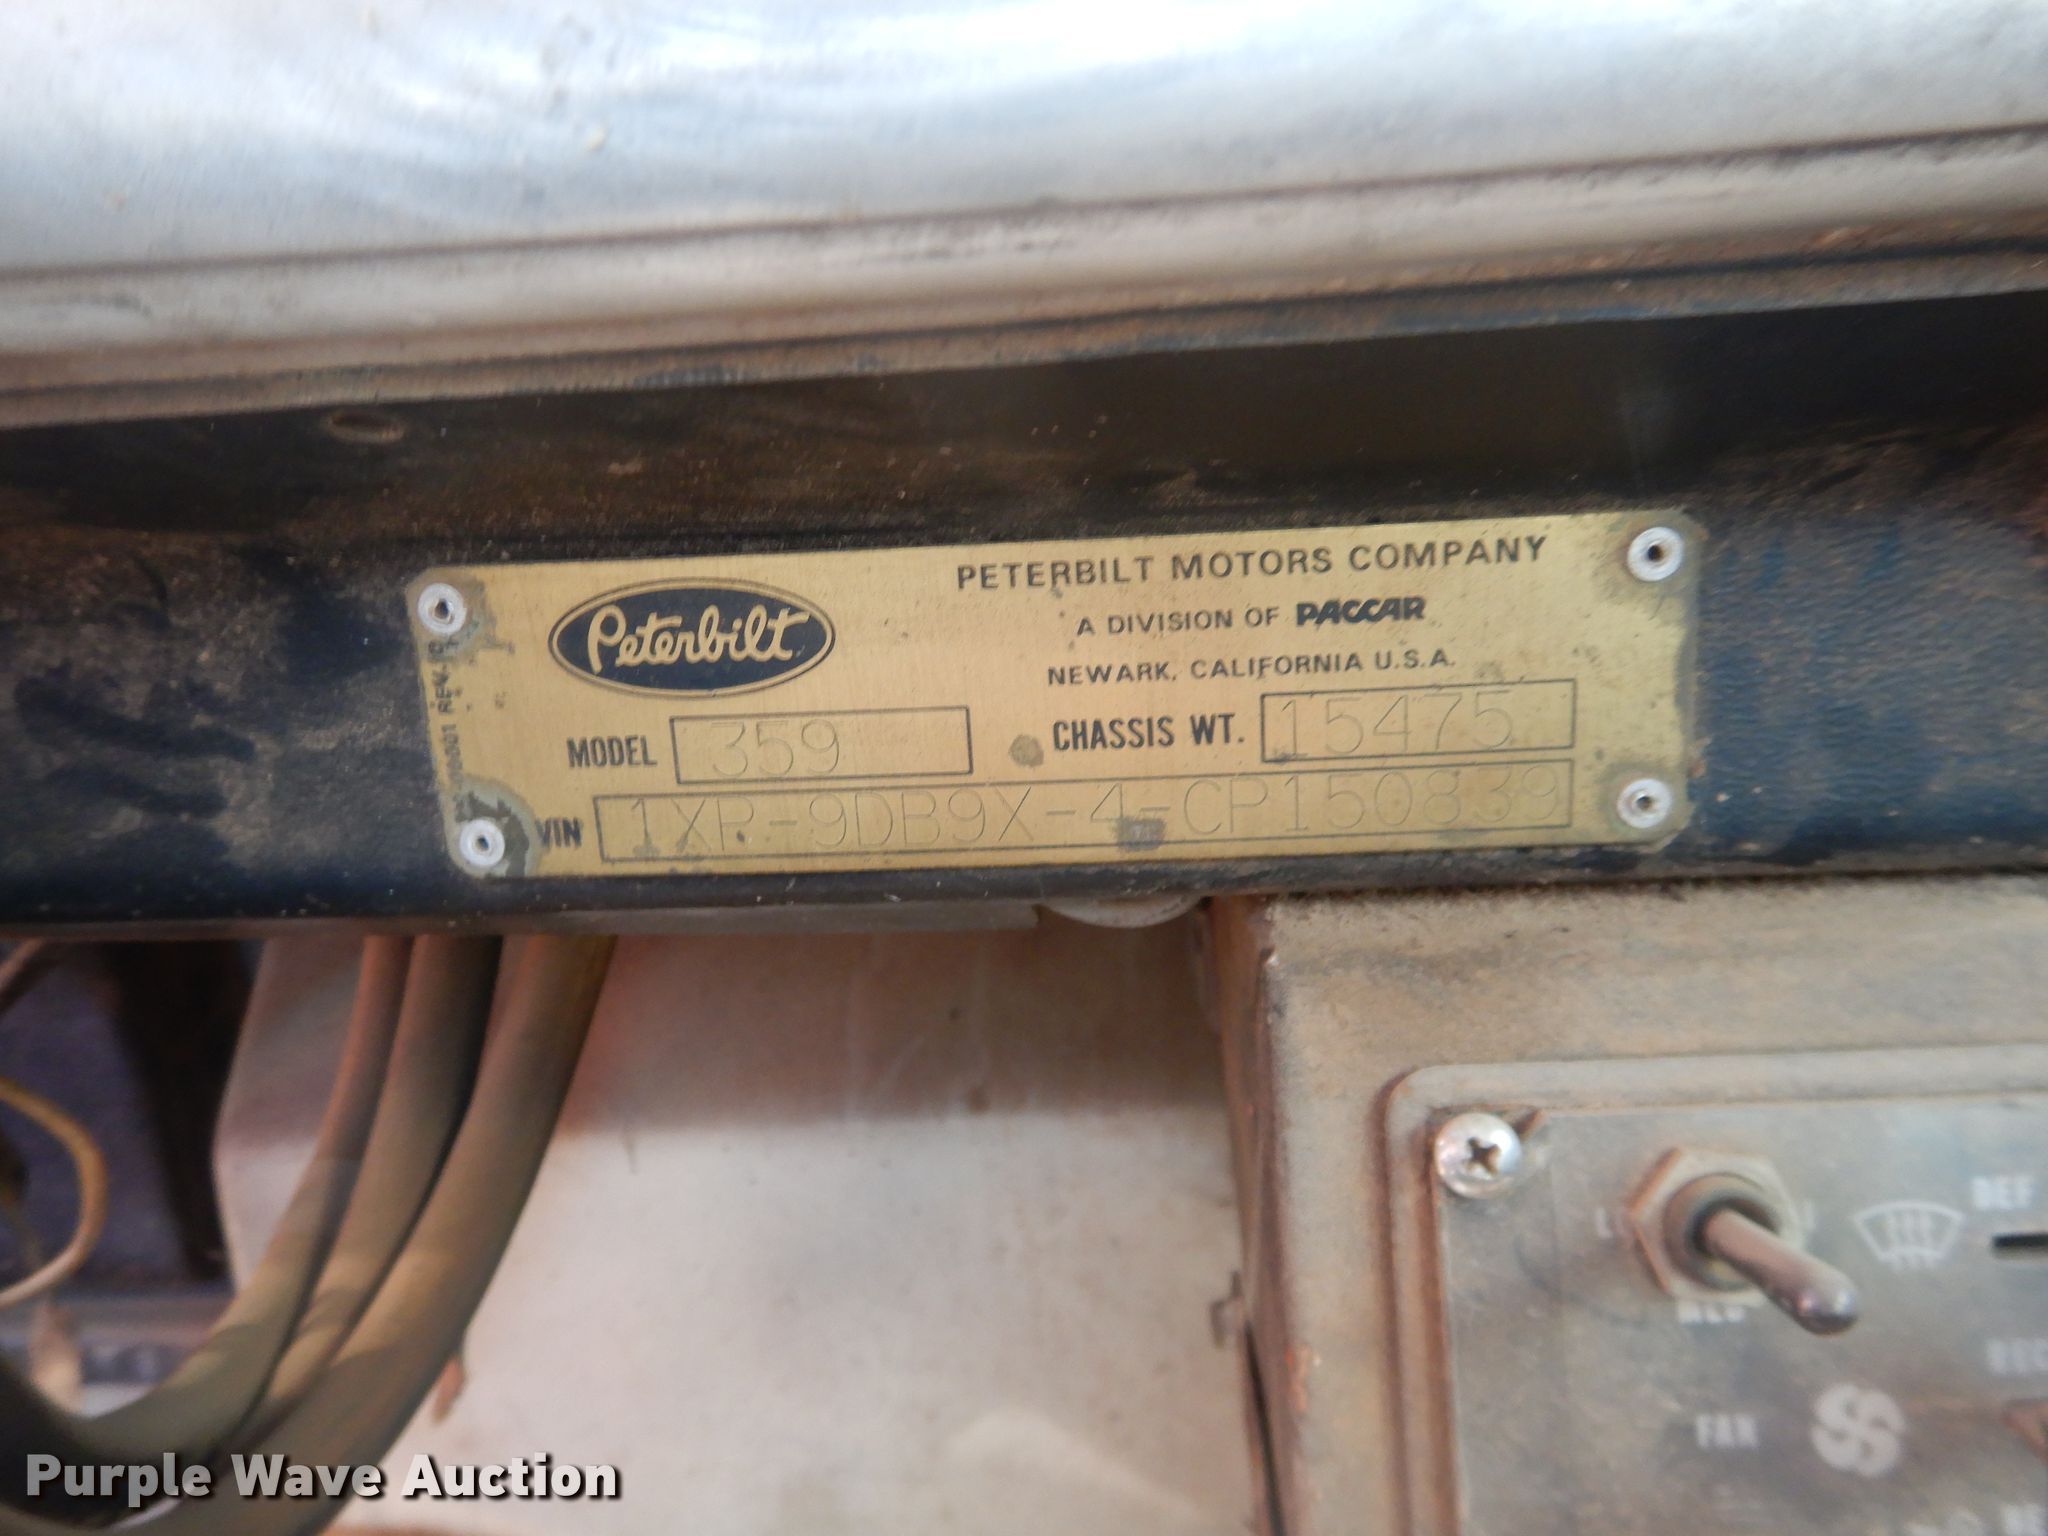 PETERBILT MOTORS COMPANY
Peterbilt
A DIVISION OF PACCAR
NEWARK, CALIFORNIA U.S.A.
MODEL 359 CHASSIS WT. 15475
VIN 1XP-9DB9X-4-CP150839
DEF
FAN
Purple Wave Auction